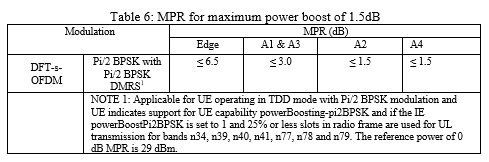 Table 6: MPR for maximum power boost of 1.5dB
Modulation MPR (dB)
Edge A1 & A3 A2 A4
DFT-s-OFDM Pi/2 BPSK with Pi/2 BPSK DMRS1 ≤ 6.5 ≤ 3.0 ≤ 1.5 ≤ 1.5
NOTE 1: Applicable for UE operating in TDD mode with Pi/2 BPSK modulation and
UE indicates support for UE capability powerBoosting-pi2BPSK and if the IE
powerBoostPi2BPSK is set to 1 and 25% or less slots in radio frame are used for UL
transmission for bands n34, n39, n40, n41, n77, n78 and n79. The reference power of 0
dB MPR is 29 dBm.